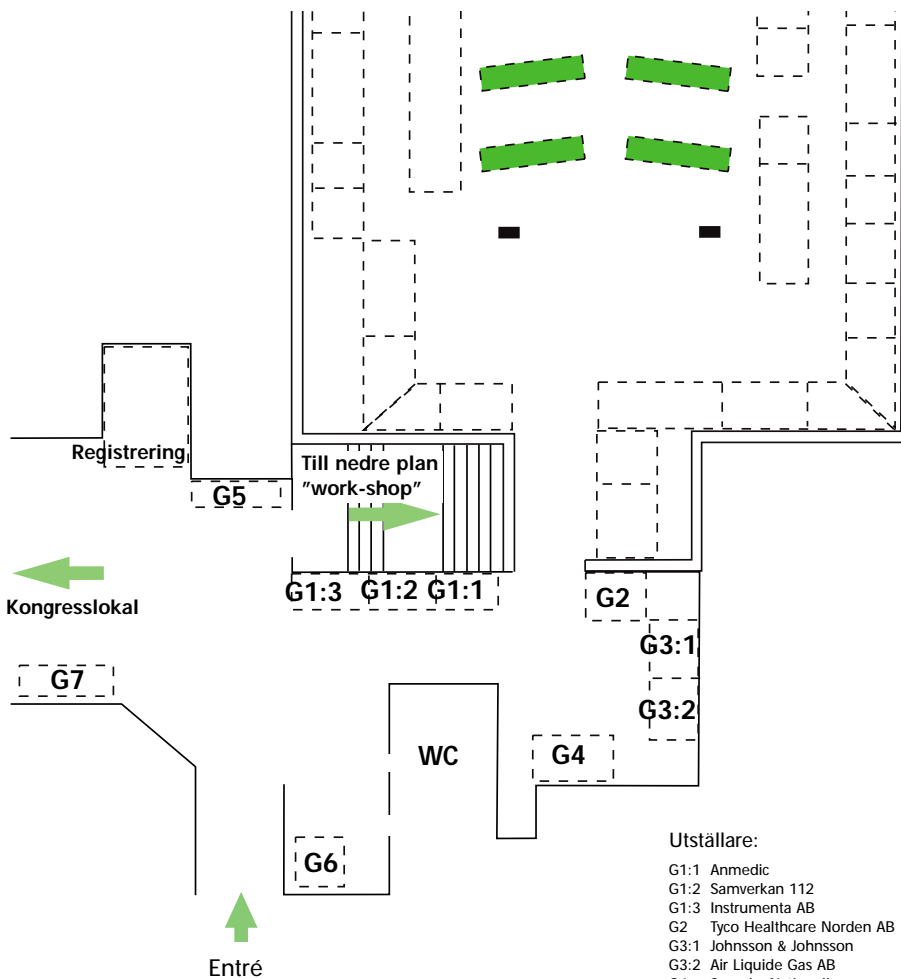 Registrering
Till nedre plan
”work-shop”
G5
Kongresslokal
G1:3 G1:2 G1:1
G2
G3:1
G7
G3:2
WC
G4
G6
Entré
Utställare:
G1:1 Anmedic
G1:2 Samverkan 112
G1:3 Instrumenta AB
G2 Tyco Healthcare Norden AB
G3:1 Johnsson & Johnsson
G3:2 Air Liquide Gas AB